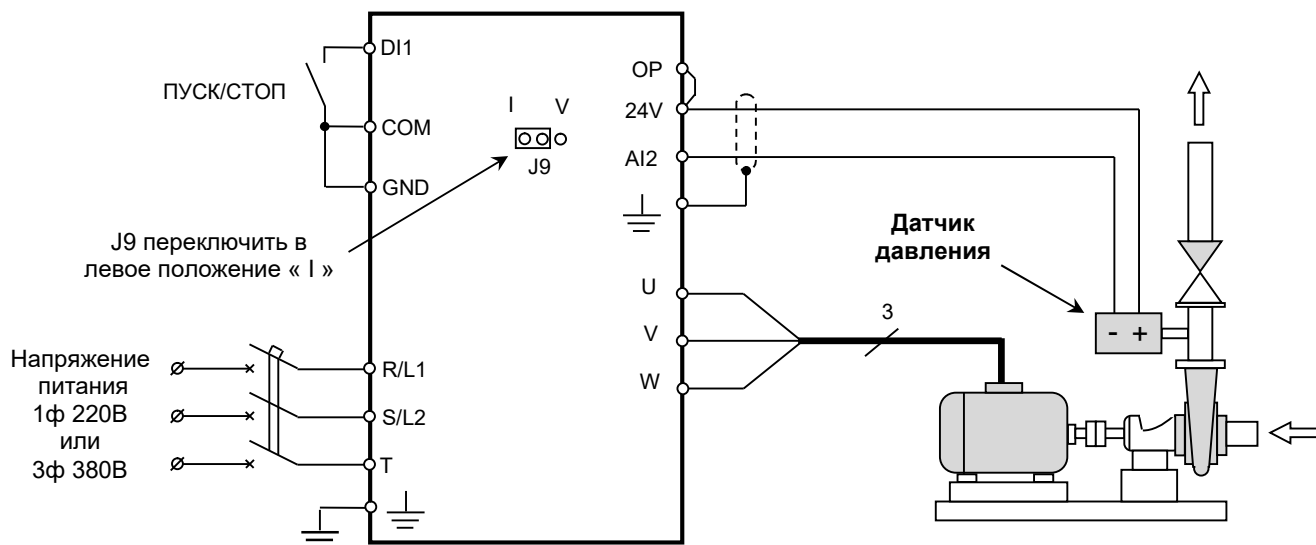 DI1
ПУСК/СТОП
COM
GND
I V
J9
J9 переключить в
левое положение « I »
OP
24V
AI2
Датчик
давления
- +
U
V
W
3
Напряжение
питания
1ф 220В
или
3ф 380В
R/L1
S/L2
T